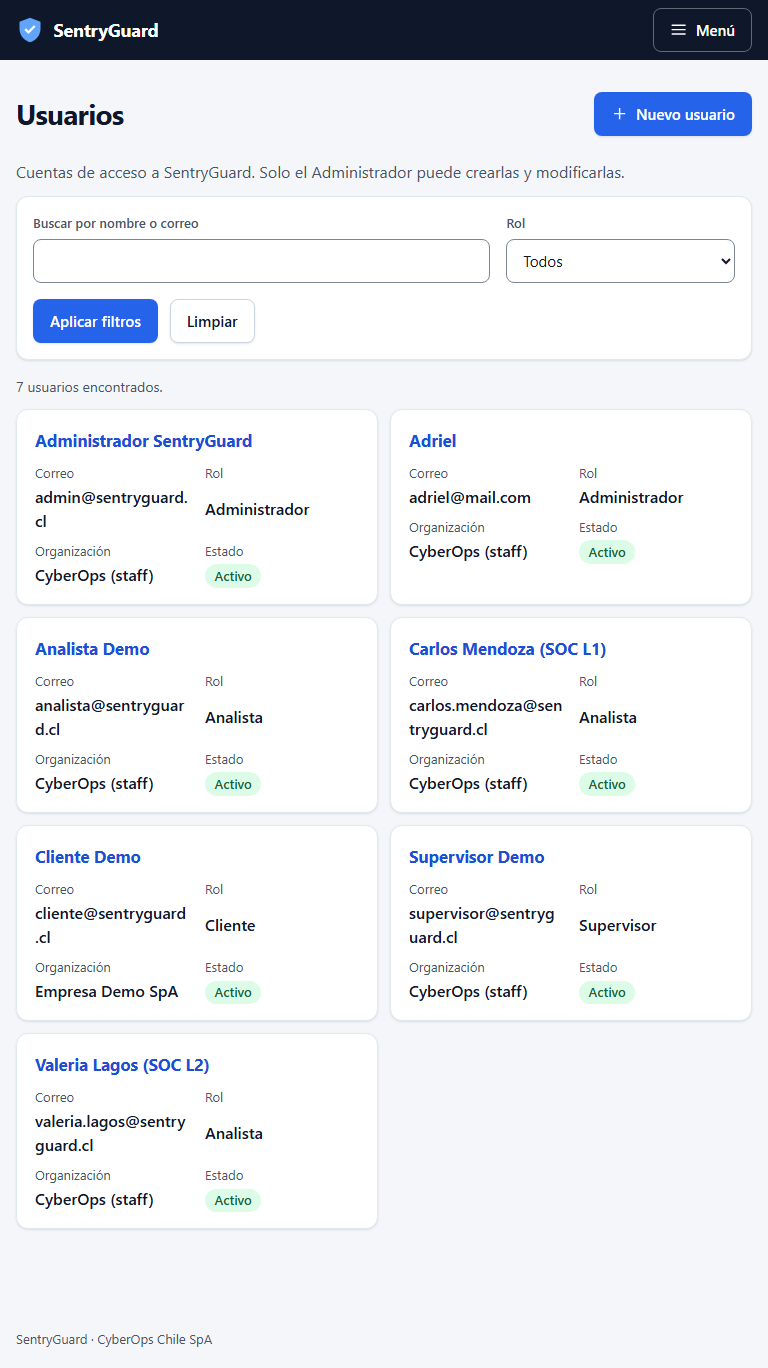 SentryGuard
Menú
Usuarios
Nuevo usuario
Cuentas de acceso a SentryGuard. Solo el Administrador puede crearlas y modificarlas.
Buscar por nombre o correo
Rol
Todos
Aplicar filtros
Limpiar
7 usuarios encontrados.
Administrador SentryGuard
Correo
Rol
admin@sentryguard.
cl
Administrador
Organización
Estado
CyberOps (staff)
Activo
Adriel
Correo
Rol
adriel@mail.com
Administrador
Organización
Estado
CyberOps (staff)
Activo
Analista Demo
Correo
Rol
analista@sentryguar
d.cl
Analista
Organización
Estado
CyberOps (staff)
Activo
Carlos Mendoza (SOC L1)
Correo
Rol
carlos.mendoza@sen
tryguard.cl
Analista
Organización
Estado
CyberOps (staff)
Activo
Cliente Demo
Correo
Rol
cliente@sentryguard
.cl
Cliente
Organización
Estado
Empresa Demo SpA
Activo
Supervisor Demo
Correo
Rol
supervisor@sentryg
uard.cl
Supervisor
Organización
Estado
CyberOps (staff)
Activo
Valeria Lagos (SOC L2)
Correo
Rol
valeria.lagos@sentry
guard.cl
Analista
Organización
Estado
CyberOps (staff)
Activo
SentryGuard · CyberOps Chile SpA